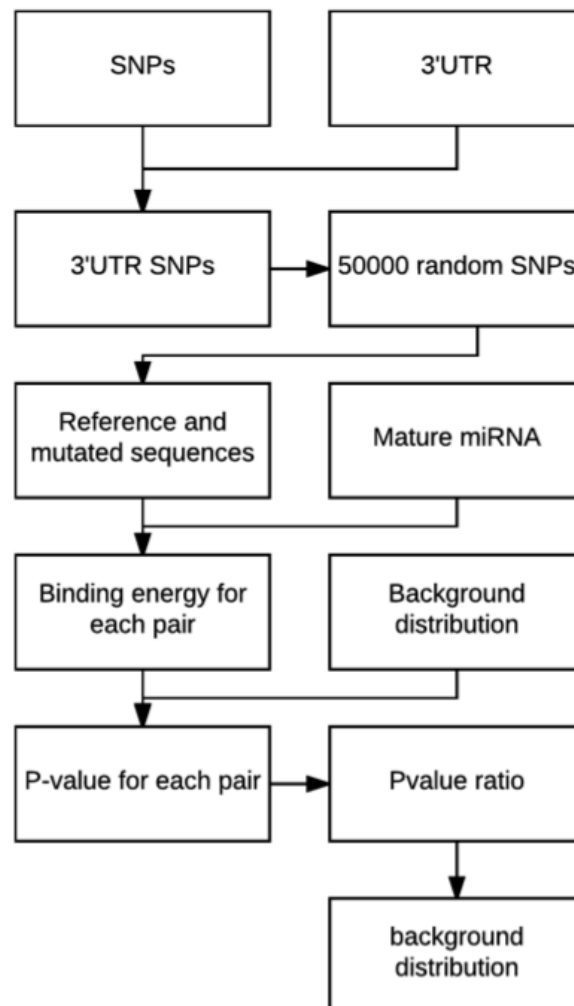 SNPs
3'UTR
3'UTR SNPs
50000 random SNPs
Reference and
mutated sequences
Mature miRNA
Binding energy for
each pair
Background
distribution
P-value for each pair
Pvalue ratio
background
distribution